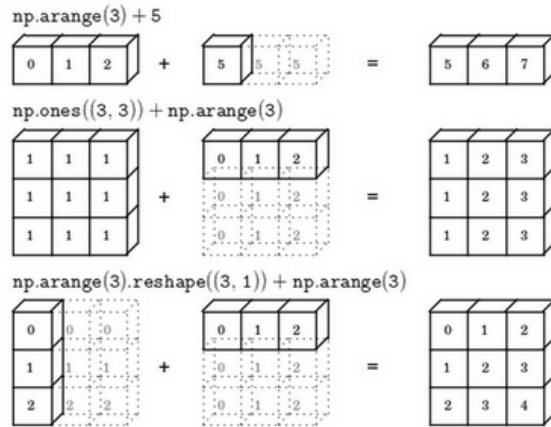 np.arange(3) + 5
0 1 2 + 5 5 5 = 5 6 7
np.ones((3, 3)) + np.arange(3)
1 1 1 0 1 2 1 2 3
1 1 1 + 0 1 2 = 1 2 3
1 1 1 0 1 2 1 2 3
np.arange(3).reshape((3, 1)) + np.arange(3)
0 0 0 0 1 2 0 1 2
1 1 1 + 0 1 2 = 1 2 3
2 2 2 0 1 2 2 3 4